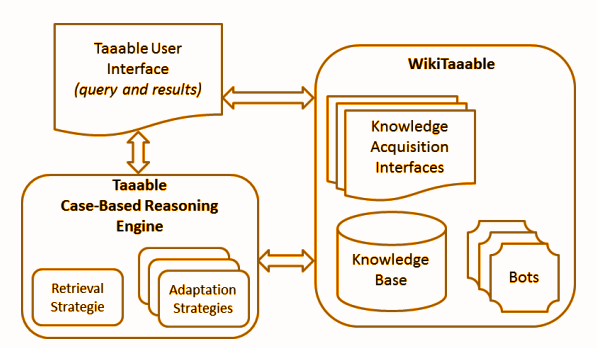 Taaable User
Interface
(query and results)
WikiTaaable
Knowledge
Acquisition
Interfaces
Taaable
Case-Based Reasoning
Engine
Retrieval
Strategie
Adaptation
Strategies
Knowledge
Base
Bots